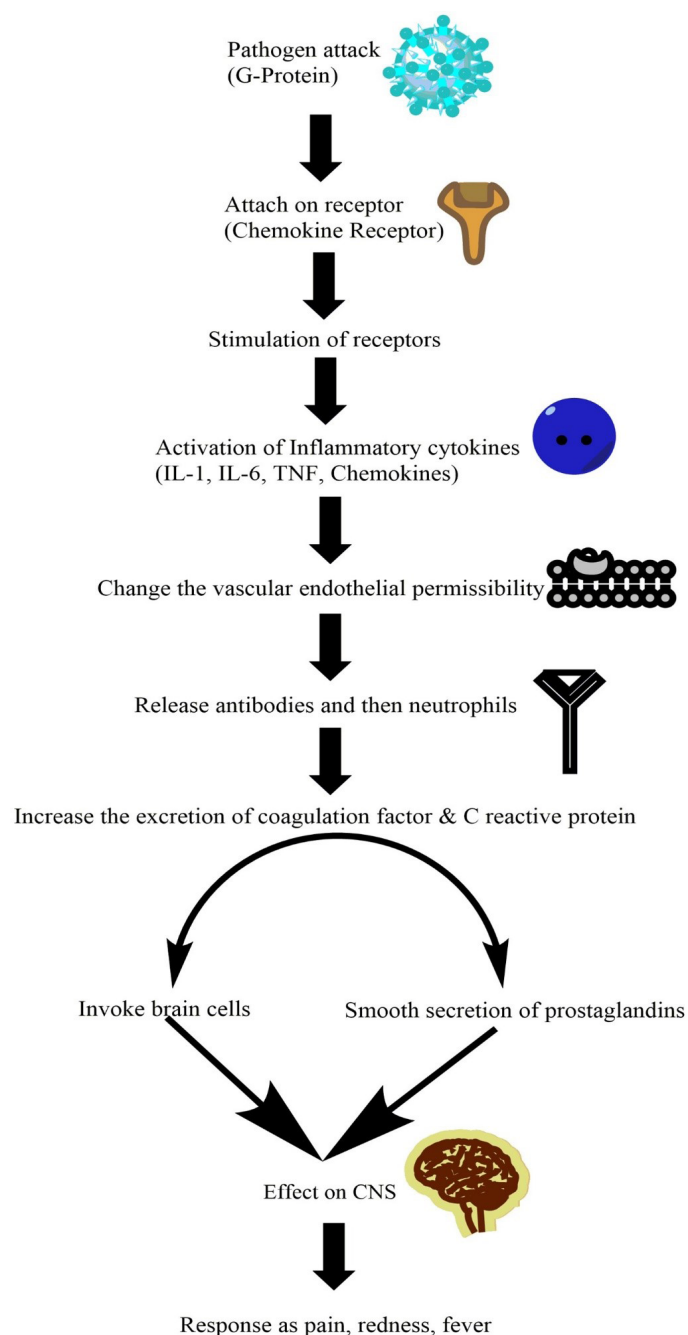 Pathogen attack
(G-Protein)
Attach on receptor
(Chemokine Receptor)
Stimulation of receptors
Activation of Inflammatory cytokines
(IL-1, IL-6, TNF, Chemokines)
Change the vascular endothelial permissibility
Release antibodies and then neutrophils
Increase the excretion of coagulation factor & C reactive protein
Invoke brain cells
Smooth secretion of prostaglandins
Effect on CNS
Response as pain, redness, fever